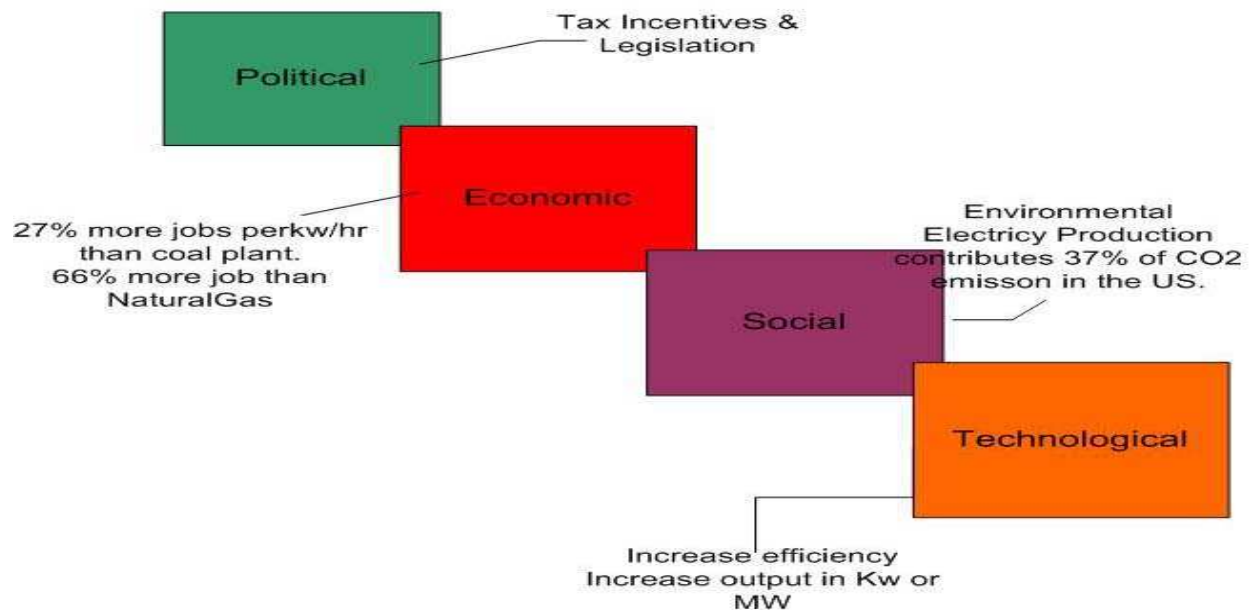 Tax Incentives &
Legislation
Political
Economic
27% more jobs perkw/hr
than coal plant.
66% more job than
NaturalGas
Environmental
Electricy Production
contributes 37% of CO2
emisson in the US.
Social
Technological
Increase efficiency
Increase output in Kw or
MW